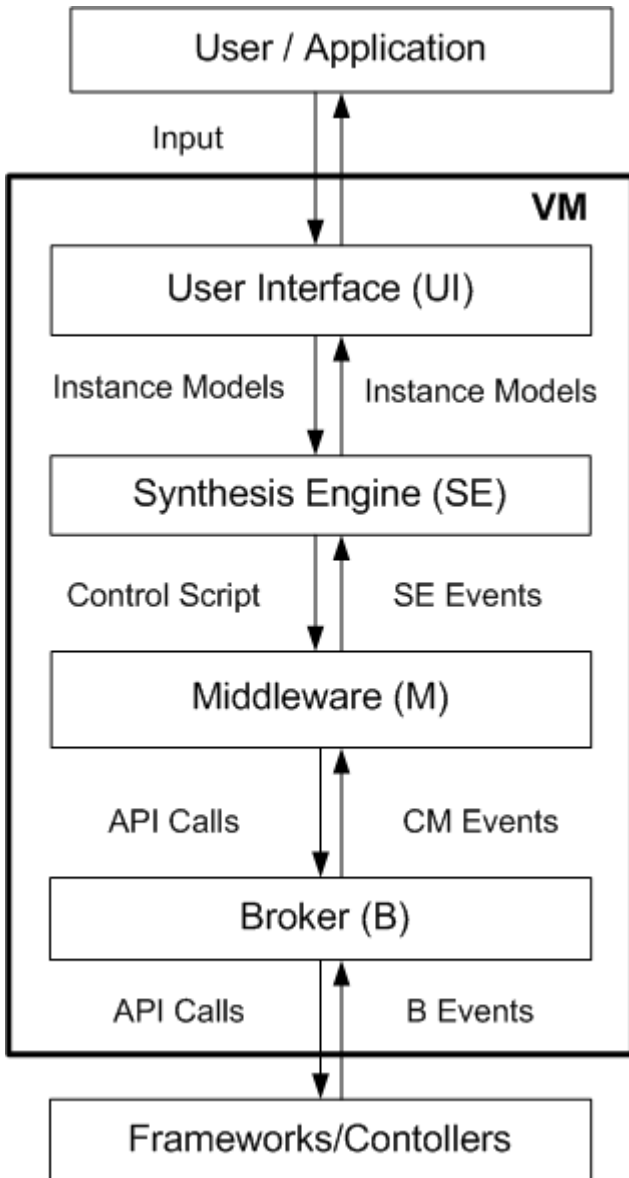 User / Application
Input
VM
User Interface (UI)
Instance Models
Instance Models
Synthesis Engine (SE)
Control Script
SE Events
Middleware (M)
API Calls
CM Events
Broker (B)
API Calls
B Events
Frameworks/Contollers